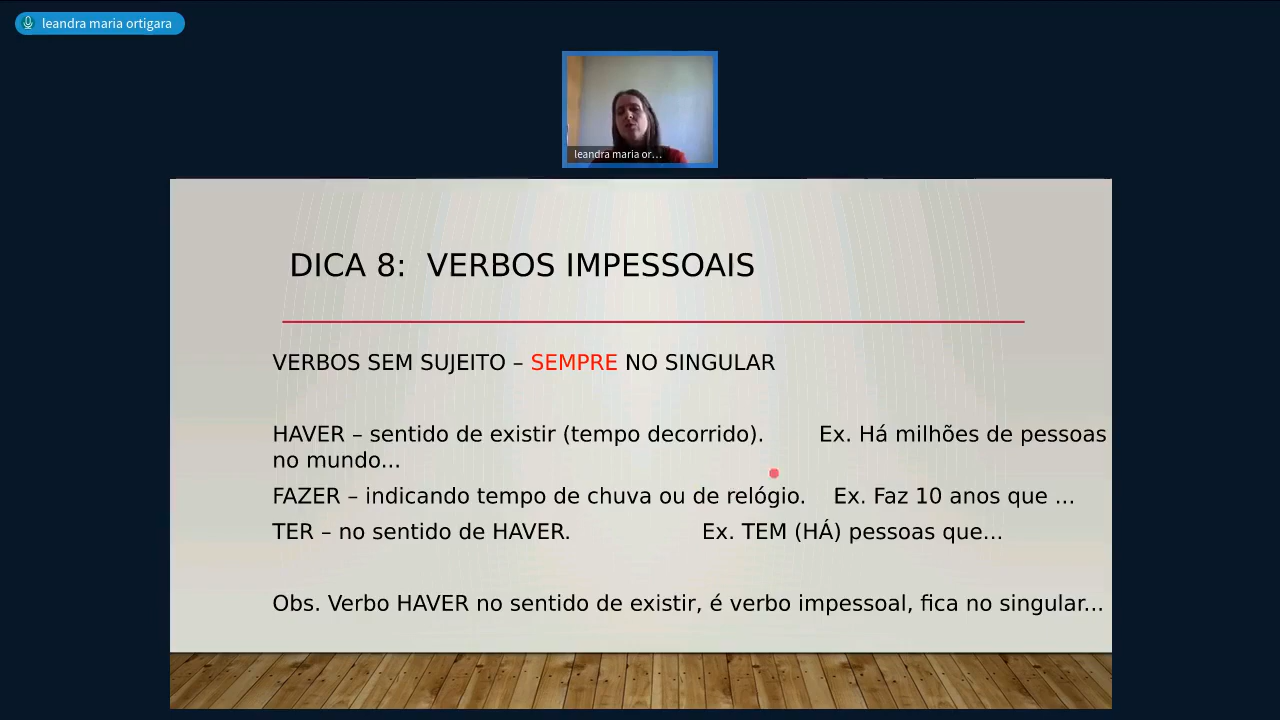 leandra maria ortigara
leandra maria or...
DICA 8: VERBOS IMPESSOAIS
VERBOS SEM SUJEITO – SEMPRE NO SINGULAR
HAVER – sentido de existir (tempo decorrido). Ex. Há milhões de pessoas
no mundo...
FAZER – indicando tempo de chuva ou de relógio. Ex. Faz 10 anos que ...
TER – no sentido de HAVER. Ex. TEM (HÁ) pessoas que...
Obs. Verbo HAVER no sentido de existir, é verbo impessoal, fica no singular...